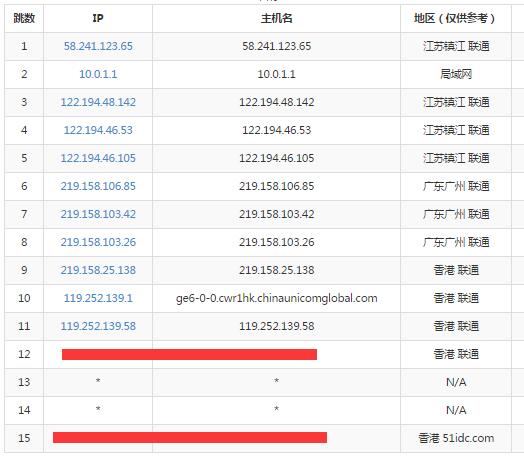 跳数 IP 主机名 地区（仅供参考）
1 58.241.123.65 58.241.123.65 江苏镇江 联通
2 10.0.1.1 10.0.1.1 局域网
3 122.194.48.142 122.194.48.142 江苏镇江 联通
4 122.194.46.53 122.194.46.53 江苏镇江 联通
5 122.194.46.105 122.194.46.105 江苏镇江 联通
6 219.158.106.85 219.158.106.85 广东广州 联通
7 219.158.103.42 219.158.103.42 广东广州 联通
8 219.158.103.26 219.158.103.26 广东广州 联通
9 219.158.25.138 219.158.25.138 香港 联通
10 119.252.139.1 ge6-0-0.cwr1hk.chinaunicomglobal.com 香港 联通
11 119.252.139.58 119.252.139.58 香港 联通
12 香港 联通
13 * * N/A
14 * * N/A
15 香港 51idc.com